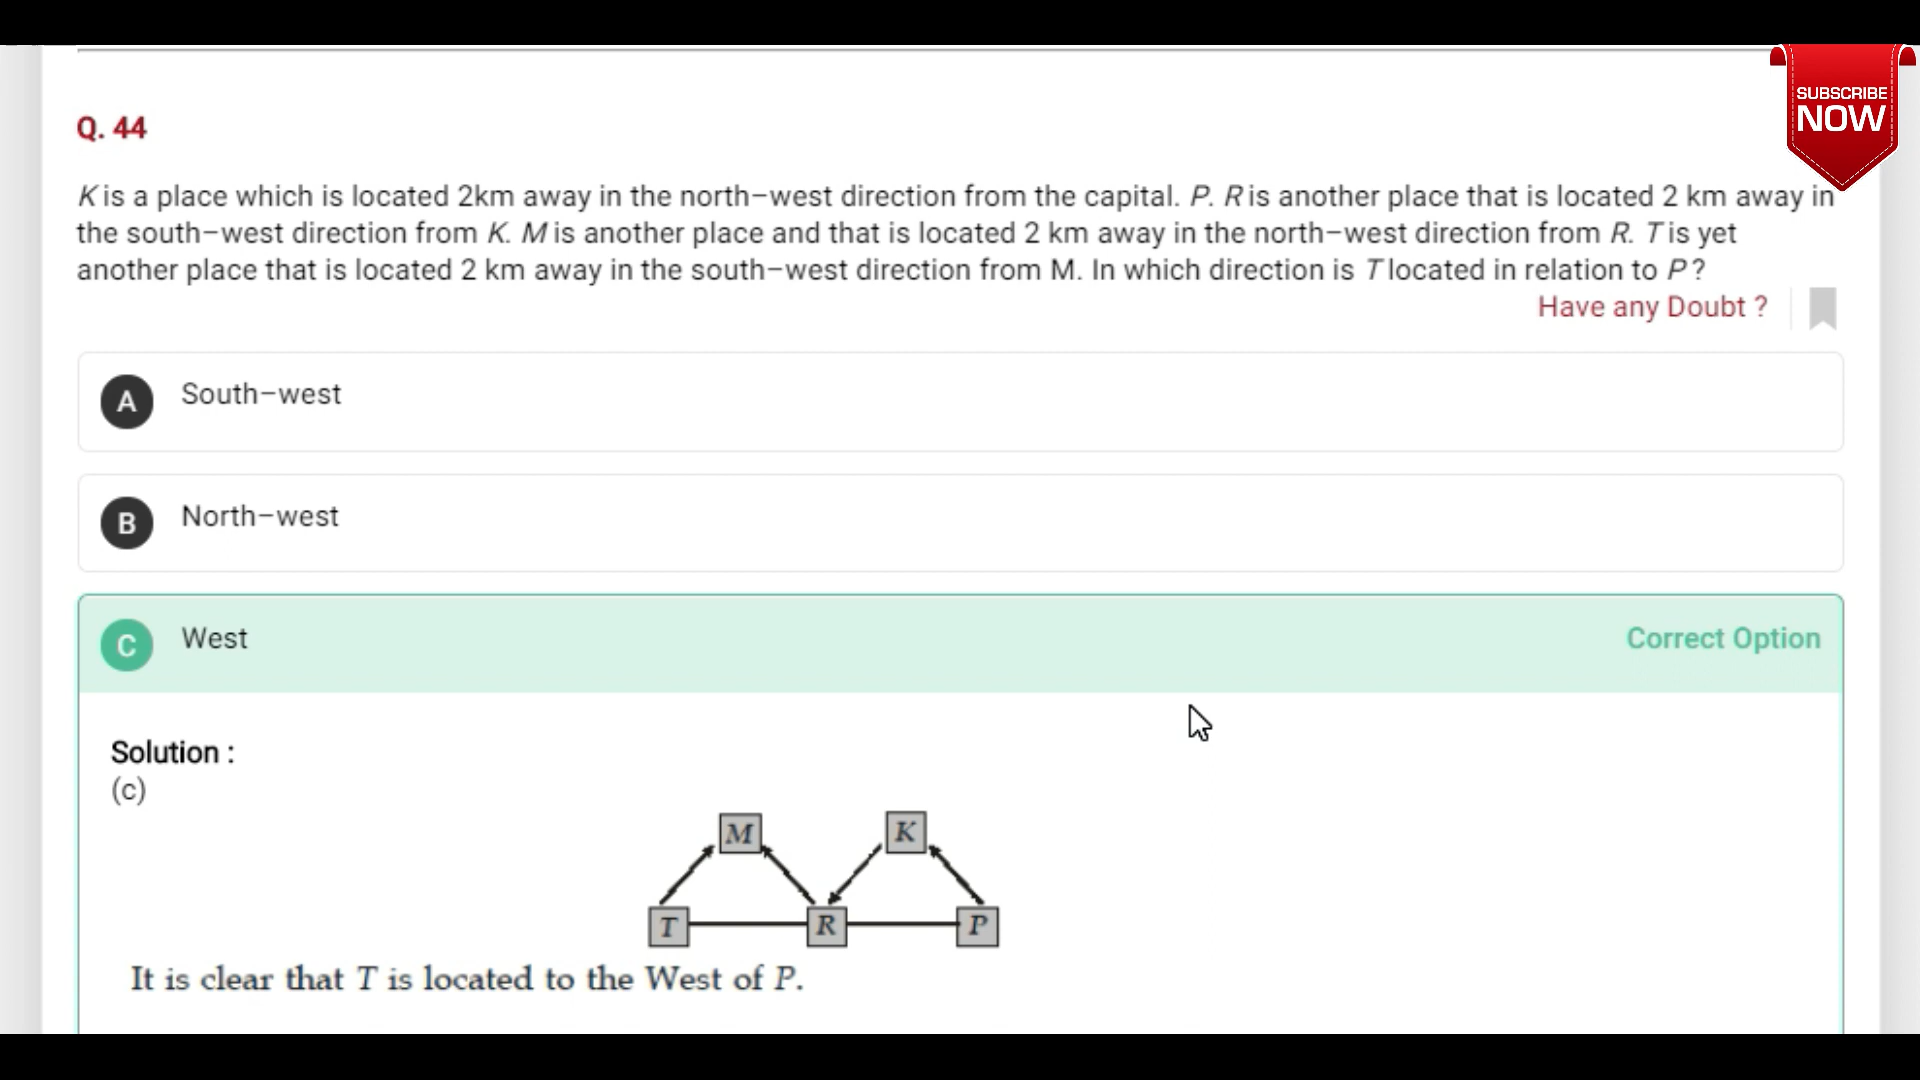 SUBSCRIBE
NOW
Q. 44
K is a place which is located 2km away in the north–west direction from the capital. P. R is another place that is located 2 km away in
the south–west direction from K. M is another place and that is located 2 km away in the north–west direction from R. T is yet
another place that is located 2 km away in the south–west direction from M. In which direction is T located in relation to P?
Have any Doubt ?
A South–west
B North–west
C West Correct Option
Solution :
(c)
M K
T R P
It is clear that T is located to the West of P.